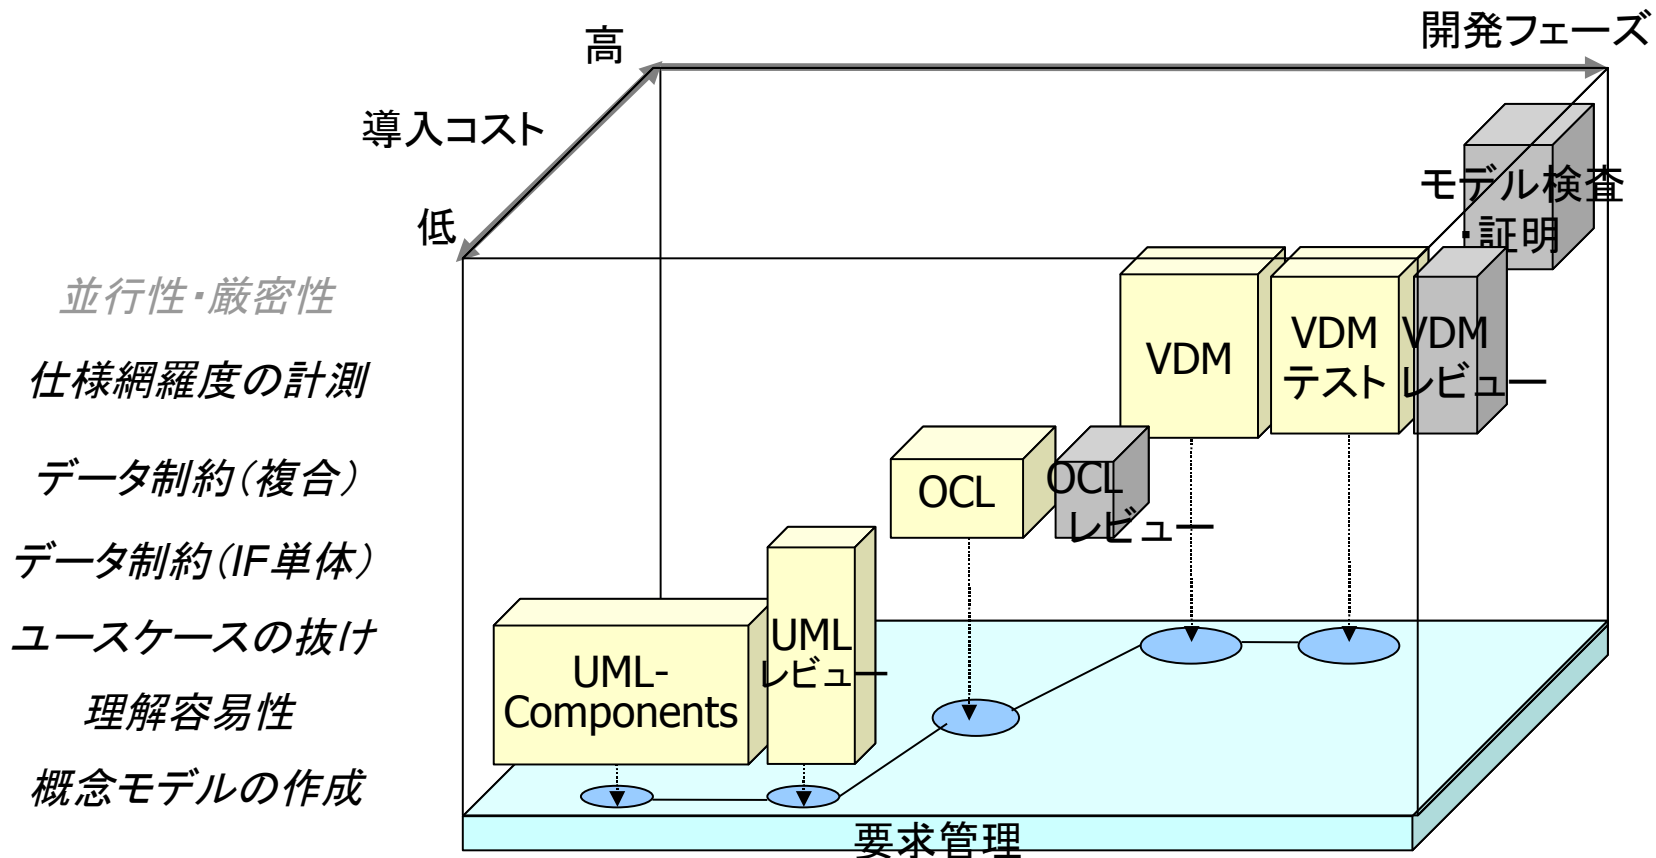 高
開発フェーズ
導入コスト
低
モデル検査
・証明
並行性・厳密性
仕様網羅度の計測
データ制約（複合）
データ制約（IF単体）
ユースケースの抜け
理解容易性
概念モデルの作成
VDM
VDM
テスト
VDM
レビュー
OCL
OCL
レビュー
UML
レビュー
UML-
Components
要求管理